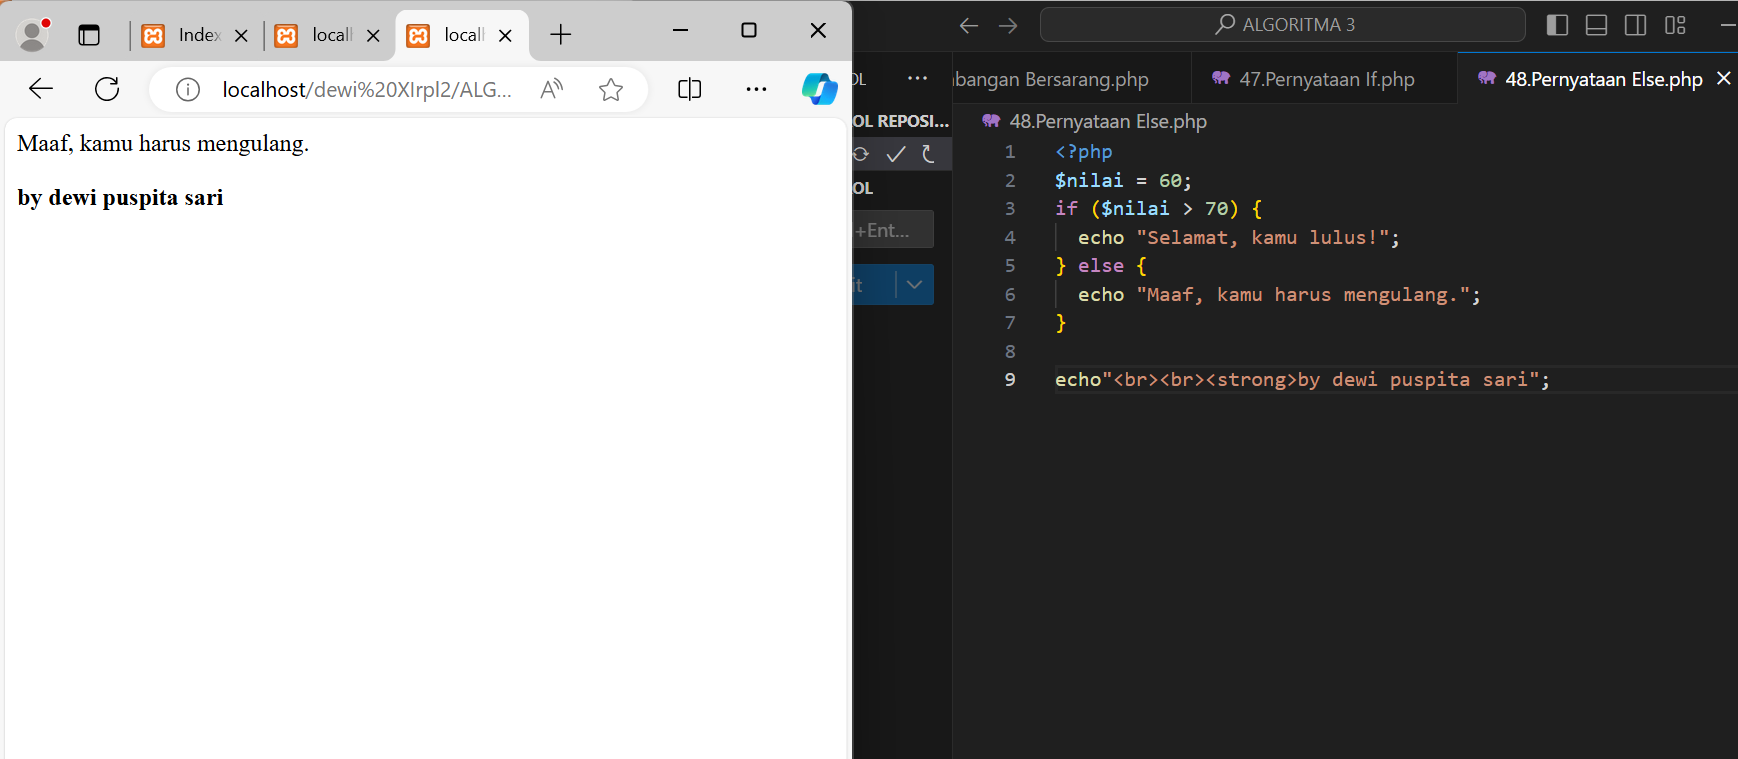 Index
locall
locall
localhost/dewi%20XIrpl2/ALG...
Maaf, kamu harus mengulang.
by dewi puspita sari
ALGORITMA 3
OL
bangan Bersarang.php
47.Pernyataan If.php
48.Pernyataan Else.php
OL REPOSI...
OL
+Ent...
it
48.Pernyataan Else.php
1 <?php
2 $nilai = 60;
3 if ($nilai > 70) {
4 echo "Selamat, kamu lulus!";
5 } else {
6 echo "Maaf, kamu harus mengulang.";
7 }
8
9 echo"<br><br><strong>by dewi puspita sari";